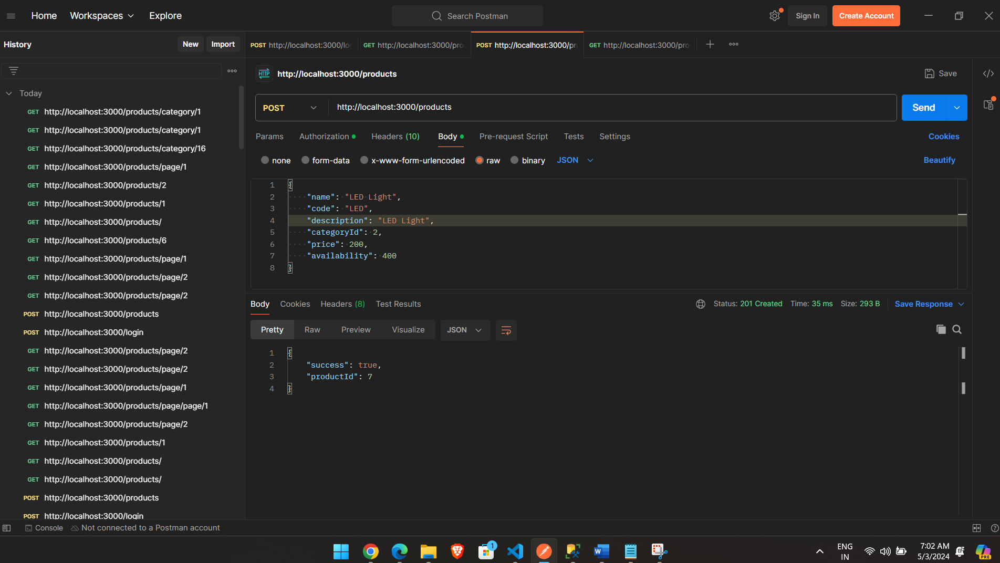 Home Workspaces Explore Search Postman Sign In Create Account
History New Import
POST http://localhost:3000/log GET http://localhost:3000/pro POST http://localhost:3000/pr GET http://localhost:3000/pro
HTTP http://localhost:3000/products Save
Today
GET http://localhost:3000/products/category/1
GET http://localhost:3000/products/category/1
GET http://localhost:3000/products/category/16
GET http://localhost:3000/products/page/1
GET http://localhost:3000/products/2
GET http://localhost:3000/products/1
GET http://localhost:3000/products/
GET http://localhost:3000/products/6
GET http://localhost:3000/products/page/1
GET http://localhost:3000/products/page/2
GET http://localhost:3000/products/page/2
POST http://localhost:3000/products
POST http://localhost:3000/login
GET http://localhost:3000/products/page/2
GET http://localhost:3000/products/page/2
GET http://localhost:3000/products/page/1
GET http://localhost:3000/products/page/page/1
GET http://localhost:3000/products/page/2
GET http://localhost:3000/products/1
GET http://localhost:3000/products/
GET http://localhost:3000/products/
POST http://localhost:3000/products
POST http://localhost:3000/login
POST http://localhost:3000/products Send
Params Authorization Headers (10) Body Pre-request Script Tests Settings Cookies
none form-data x-www-form-urlencoded raw binary JSON Beautify
1 {
2 "name": "LED Light",
3 "code": "LED",
4 "description": "LED Light",
5 "categoryId": 2,
6 "price": 200,
7 "availability": 400
8 }
Body Cookies Headers (8) Test Results Status: 201 Created Time: 35 ms Size: 293 B Save Response
Pretty Raw Preview Visualize JSON
1 {
2 "success": true,
3 "productId": 7
4 }
Console Not connected to a Postman account
1 W ENG 7:02 AM
IN 5/3/2024 PRE